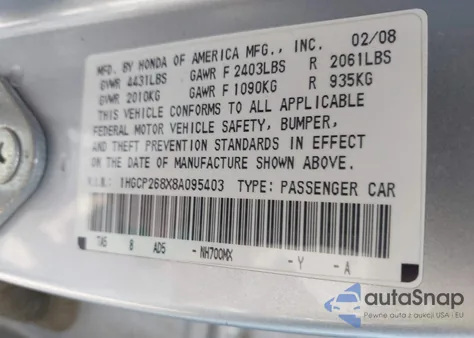 MFD. BY HONDA OF AMERICA MFG., INC. 02/08
GVWR 4431LBS GAWR F 2403LBS R 2061LBS
GVWR 2010KG GAWR F 1090KG R 935KG
THIS VEHICLE CONFORMS TO ALL APPLICABLE
FEDERAL MOTOR VEHICLE SAFETY, BUMPER,
AND THEFT PREVENTION STANDARDS IN EFFECT
ON THE DATE OF MANUFACTURE SHOWN ABOVE.
V.I.N.: 1HGCP268X8A095403 TYPE: PASSENGER CAR
8 AD5 -NH700MX -Y -A
autaSnap
Pewne auta z aukcji USA i EU